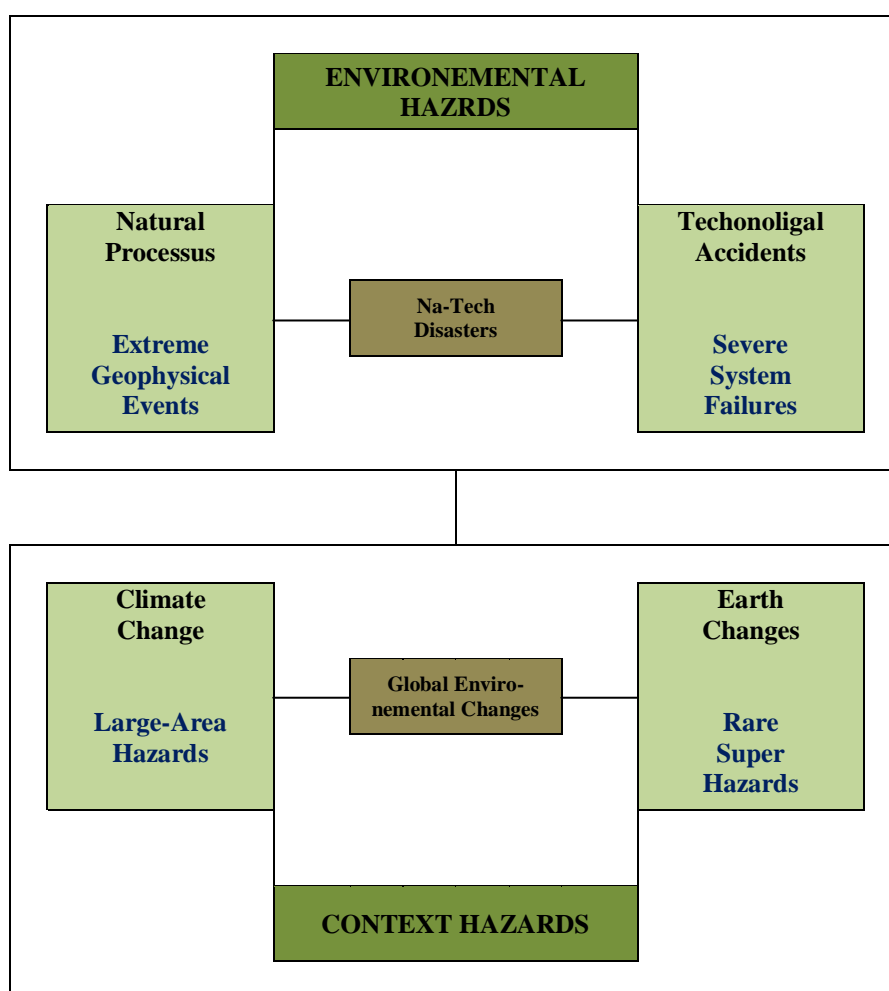 ENVIRONEMENTAL
HAZRDS
Natural
Processus
Extreme
Geophysical
Events
Na-Tech
Disasters
Techonoligal
Accidents
Severe
System
Failures
Climate
Change
Large-Area
Hazards
Global Enviro-
nemental Changes
Earth
Changes
Rare
Super
Hazards
CONTEXT HAZARDS